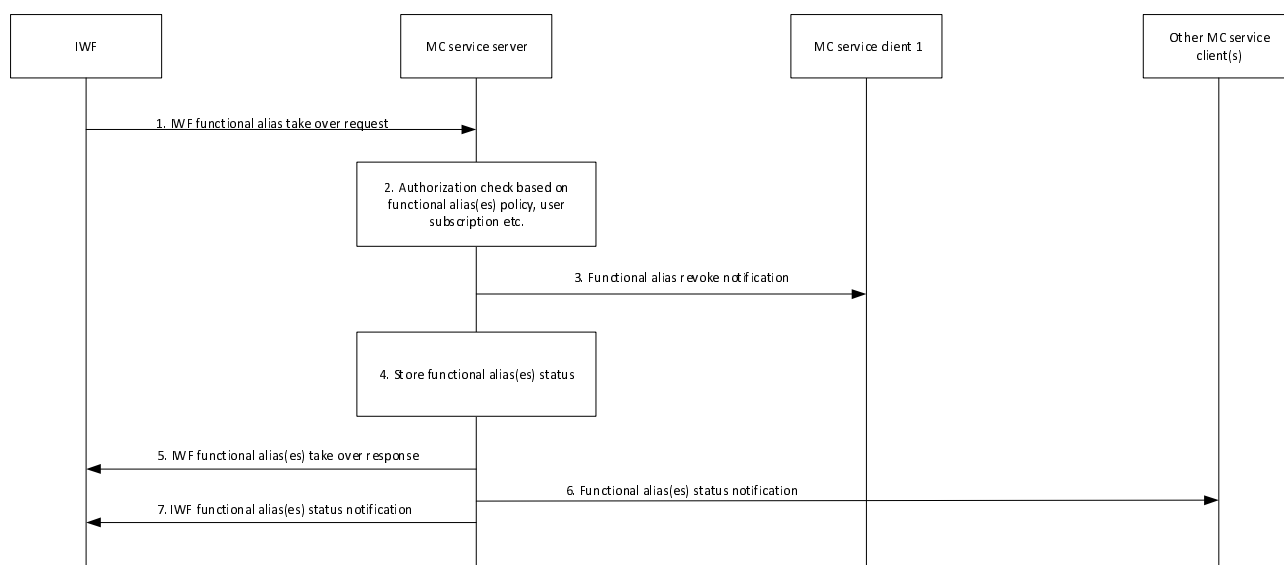 IWF
MC service server
MC service client 1
Other MC service
client(s)
1. IWF functional alias take over request
2. Authorization check based on
functional alias(es) policy, user
subscription etc.
3. Functional alias revoke notification
4. Store functional alias(es) status
5. IWF functional alias(es) take over response
6. Functional alias(es) status notification
7. IWF functional alias(es) status notification